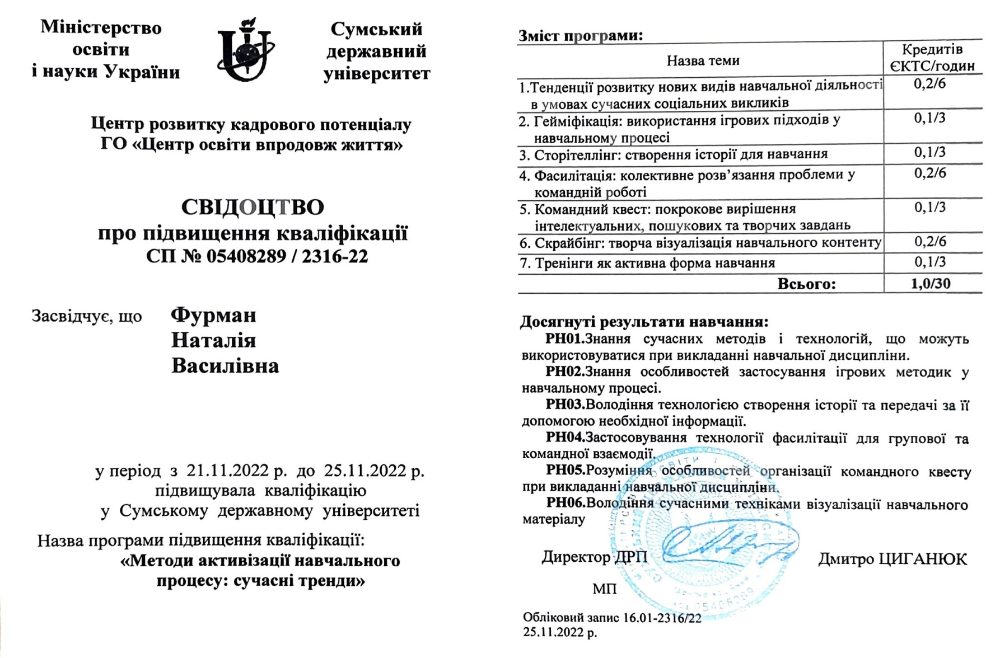 Міністерство
освіти
і науки України
Сумський
державний
університет
Центр розвитку кадрового потенціалу
ГО «Центр освіти впродовж життя»
СВІДОЦТВО
про підвищення кваліфікації
СП № 05408289 / 2316-22
Засвідчує, що Фурман
Наталія
Василівна
у період з 21.11.2022 р. до 25.11.2022 р.
підвищувала кваліфікацію
у Сумському державному університеті
Назва програми підвищення кваліфікації:
«Методи активізації навчального
процесу: сучасні тренди»
Зміст програми:
Назва теми
Кредитів
ЄКТС/годин
1.Тенденції розвитку нових видів навчальної діяльності 0,2/6
в умовах сучасних соціальних викликів
2. Гейміфікація: використання ігрових підходів у 0,1/3
навчальному процесі
3. Сторітеллінг: створення історії для навчання 0,1/3
4. Фасилітація: колективне розв’язання проблеми у 0,2/6
командній роботі
5. Командний квест: покрокове вирішення 0,1/3
інтелектуальних, пошукових та творчих завдань
6. Скрайбінг: творча візуалізація навчального контенту 0,2/6
7. Тренінги як активна форма навчання 0,1/3
Всього: 1,0/30
Досягнуті результати навчання:
РН01.Знання сучасних методів і технологій, що можуть
використовуватися при викладанні навчальної дисципліни.
РН02.Знання особливостей застосування ігрових методик у
навчальному процесі.
РН03.Володіння технологією створення історії та передачі за її
допомогою необхідної інформації.
РН04.Застосовування технології фасилітації для групової та
командної взаємодії.
РН05.Розуміння особливостей організації командного квесту
при викладанні навчальної дисципліни.
РН06.Володіння сучасними техніками візуалізації навчального
матеріалу
Директор ДРП Дмитро ЦИГАНЮК
МП
05408289
Обліковий запис 16.01-2316/22
25.11.2022 р.